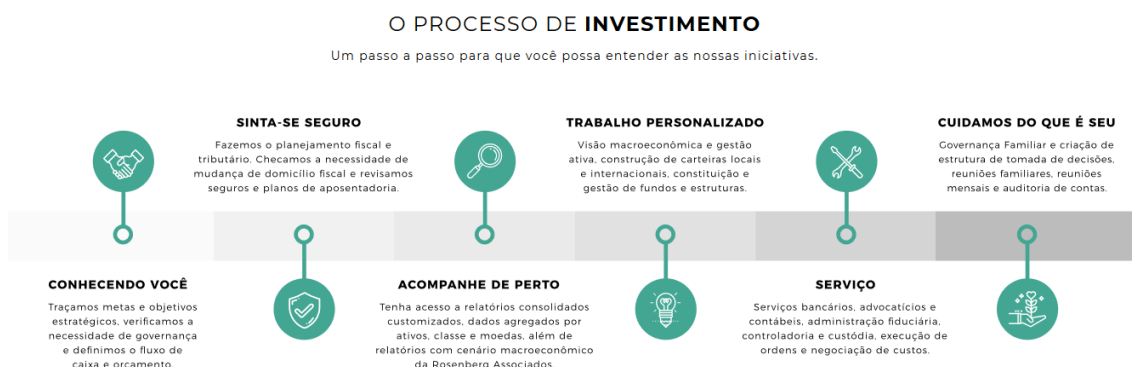 O PROCESSO DE INVESTIMENTO
Um passo a passo para que você possa entender as nossas iniciativas.
CONHECENDO VOCÊ
Traçamos metas e objetivos
estratégicos, verificamos a
necessidade de governança
e definimos o fluxo de
caixa e orçamento
SINTA-SE SEGURO
Fazemos o planejamento fiscal e
tributário. Checamos a necessidade de
mudança de domicílio fiscal e revisamos
seguros e planos de aposentadoria.
ACOMPANHE DE PERTO
Tenha acesso a relatórios consolidados
customizados, dados agregados por
ativos, classe e moedas, além de
relatórios com cenário macroeconômico
da Rosenberg Associados
TRABALHO PERSONALIZADO
Visão macroeconômica e gestão
ativa, construção de carteiras locais
e internacionais, constituição e
gestão de fundos e estruturas.
SERVIÇO
Serviços bancários, advocatícios e
contábeis, administração fiduciária,
controladoria e custódia, execução de
ordens e negociação de custos.
CUIDAMOS DO QUE É SEU
Governança Familiar e criação de
estrutura de tomada de decisões,
reuniões familiares, reuniões
mensais e auditoria de contas.